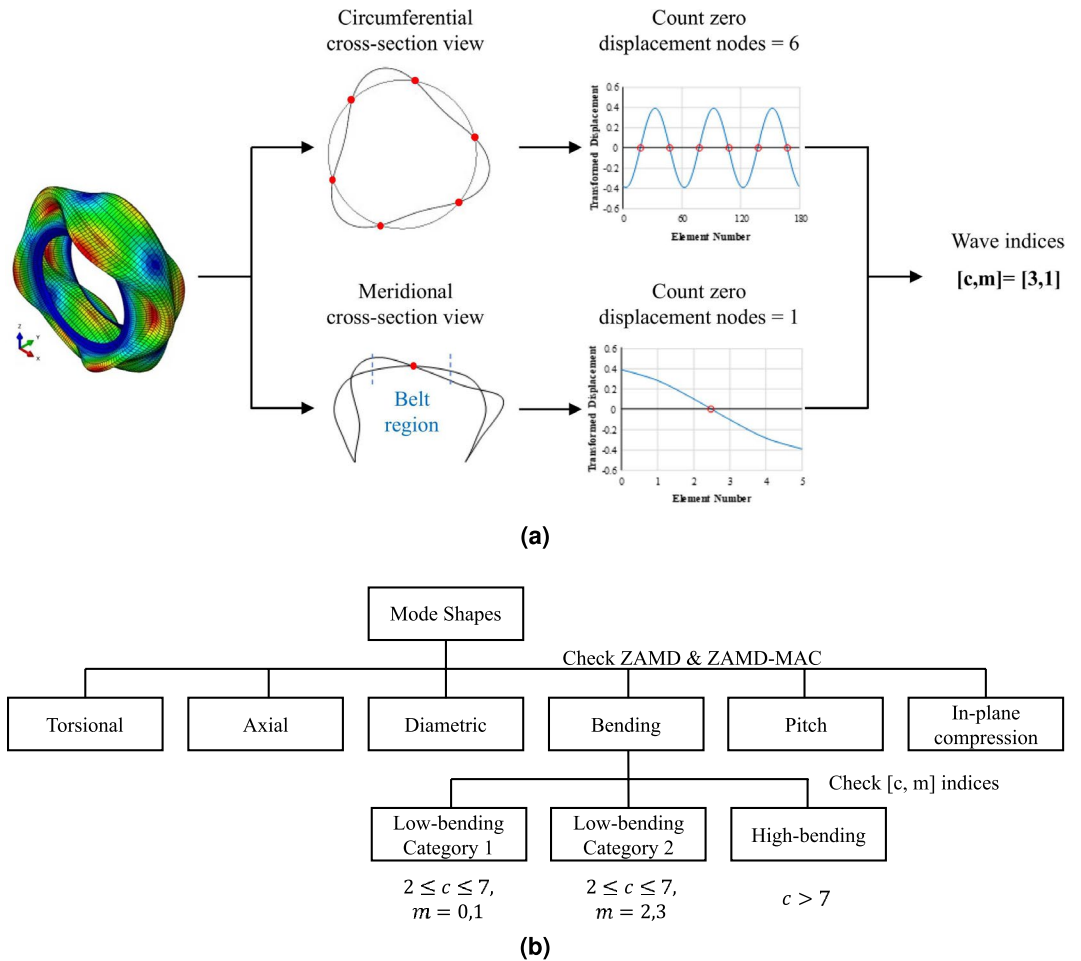 Circumferential
cross-section view
Count zero
displacement nodes = 6
Transformed Displacement
0.6
0.4
0.2
0
-0.2
-0.4
-0.6
0
60
120
180
Element Number
Z
Y
X
Wave indices
[c,m]= [3,1]
Meridional
cross-section view
Belt
region
Count zero
displacement nodes = 1
Transformed Displacement
0.6
0.4
0.2
0
-0.2
-0.4
-0.6
0
1
2
3
4
5
Element Number
(a)
Mode Shapes
Check ZAMD & ZAMD-MAC
Torsional
Axial
Diametric
Bending
Pitch
In-plane
compression
Check [c, m] indices
Low-bending
Category 1
Low-bending
Category 2
High-bending
2 ≤ c ≤ 7,
m = 0,1
2 ≤ c ≤ 7,
m = 2,3
c > 7
(b)